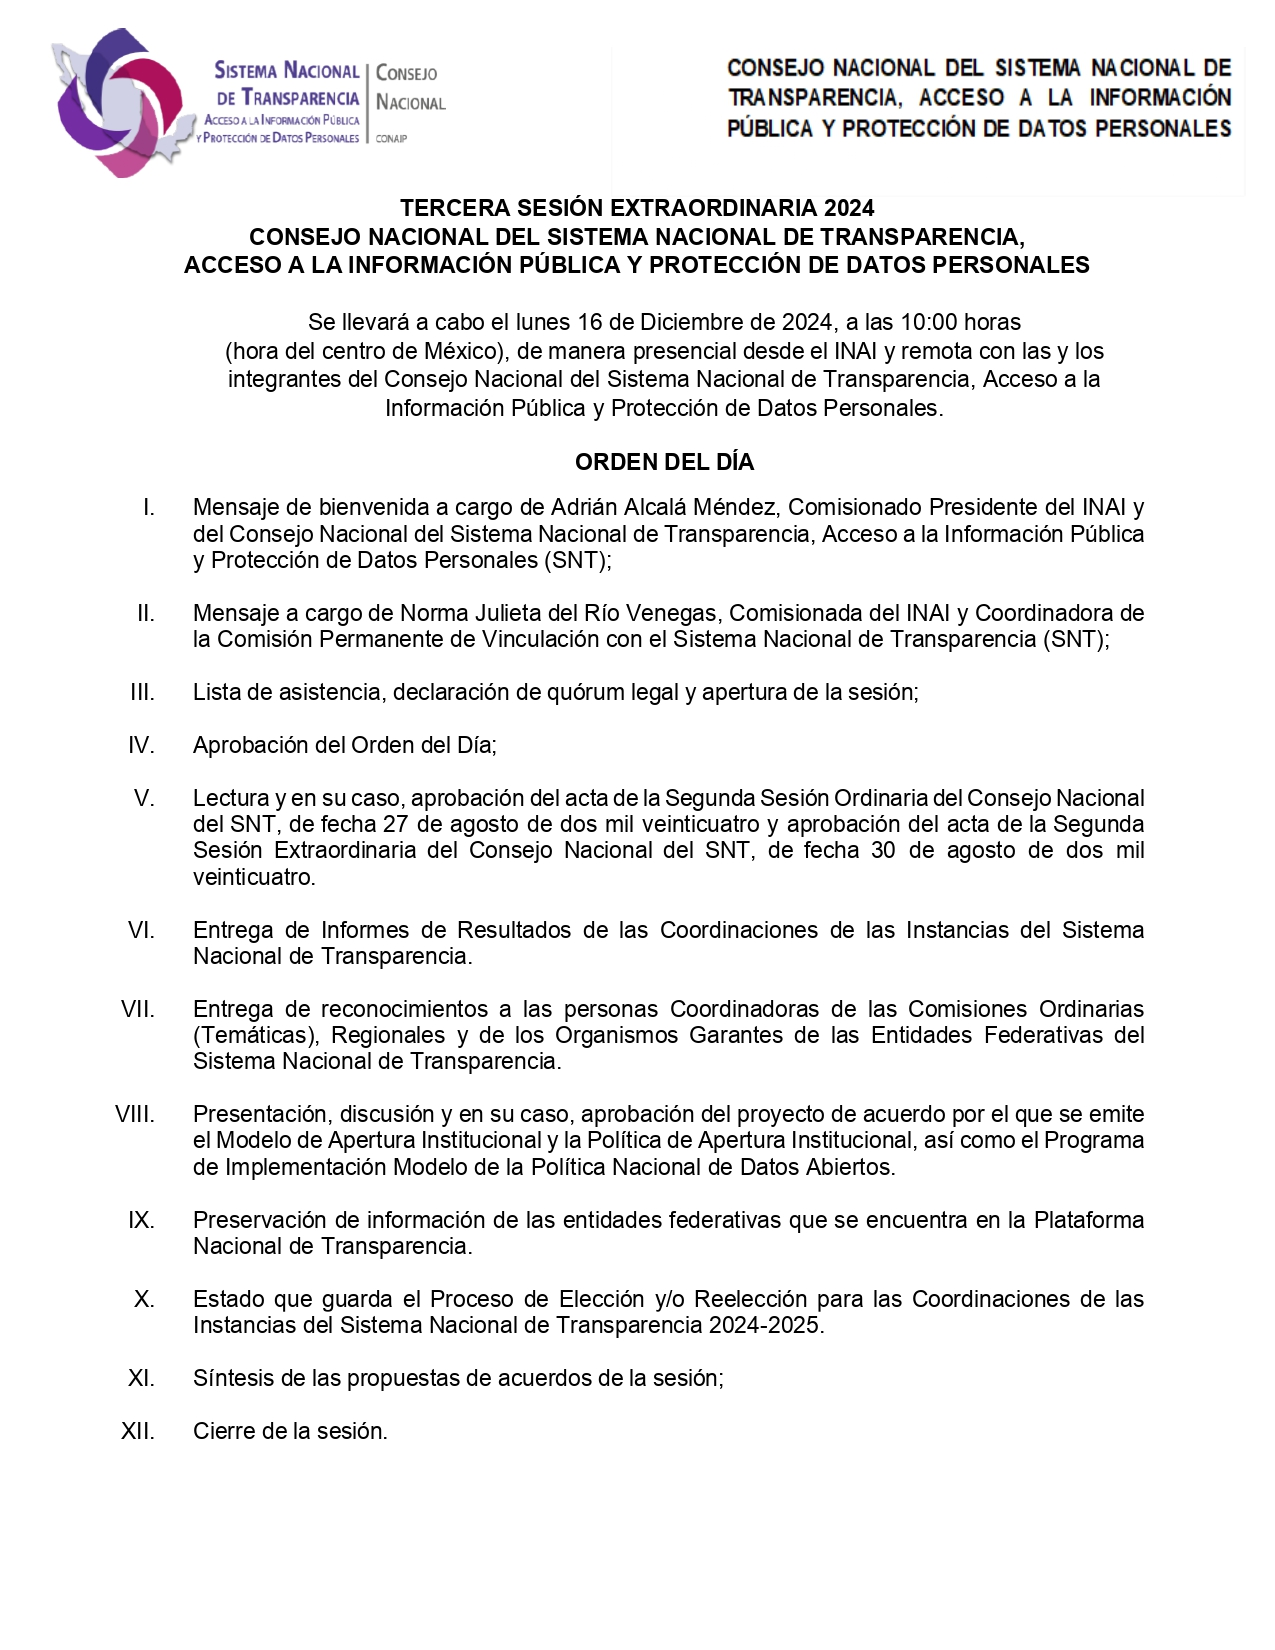 SISTEMA NACIONAL
DE TRANSPARENCIA
ACCESO A LA INFORMACIÓN PÚBLICA
Y PROTECCIÓN DE DATOS PERSONALES
CONSEJO
NACIONAL
CONAIP
CONSEJO NACIONAL DEL SISTEMA NACIONAL DE
TRANSPARENCIA, ACCESO A LA INFORMACIÓN
PÚBLICA Y PROTECCIÓN DE DATOS PERSONALES
TERCERA SESIÓN EXTRAORDINARIA 2024
CONSEJO NACIONAL DEL SISTEMA NACIONAL DE TRANSPARENCIA,
ACCESO A LA INFORMACIÓN PÚBLICA Y PROTECCIÓN DE DATOS PERSONALES
Se llevará a cabo el lunes 16 de Diciembre de 2024, a las 10:00 horas
(hora del centro de México), de manera presencial desde el INAI y remota con las y los
integrantes del Consejo Nacional del Sistema Nacional de Transparencia, Acceso a la
Información Pública y Protección de Datos Personales.
ORDEN DEL DÍA
I. Mensaje de bienvenida a cargo de Adrián Alcalá Méndez, Comisionado Presidente del INAI y
del Consejo Nacional del Sistema Nacional de Transparencia, Acceso a la Información Pública
y Protección de Datos Personales (SNT);
II. Mensaje a cargo de Norma Julieta del Río Venegas, Comisionada del INAI y Coordinadora de
la Comisión Permanente de Vinculación con el Sistema Nacional de Transparencia (SNT);
III. Lista de asistencia, declaración de quórum legal y apertura de la sesión;
IV. Aprobación del Orden del Día;
V. Lectura y en su caso, aprobación del acta de la Segunda Sesión Ordinaria del Consejo Nacional
del SNT, de fecha 27 de agosto de dos mil veinticuatro y aprobación del acta de la Segunda
Sesión Extraordinaria del Consejo Nacional del SNT, de fecha 30 de agosto de dos mil
veinticuatro.
VI. Entrega de Informes de Resultados de las Coordinaciones de las Instancias del Sistema
Nacional de Transparencia.
VII. Entrega de reconocimientos a las personas Coordinadoras de las Comisiones Ordinarias
(Temáticas), Regionales y de los Organismos Garantes de las Entidades Federativas del
Sistema Nacional de Transparencia.
VIII. Presentación, discusión y en su caso, aprobación del proyecto de acuerdo por el que se emite
el Modelo de Apertura Institucional y la Política de Apertura Institucional, así como el Programa
de Implementación Modelo de la Política Nacional de Datos Abiertos.
IX. Preservación de información de las entidades federativas que se encuentra en la Plataforma
Nacional de Transparencia.
X. Estado que guarda el Proceso de Elección y/o Reelección para las Coordinaciones de las
Instancias del Sistema Nacional de Transparencia 2024-2025.
XI. Síntesis de las propuestas de acuerdos de la sesión;
XII. Cierre de la sesión.